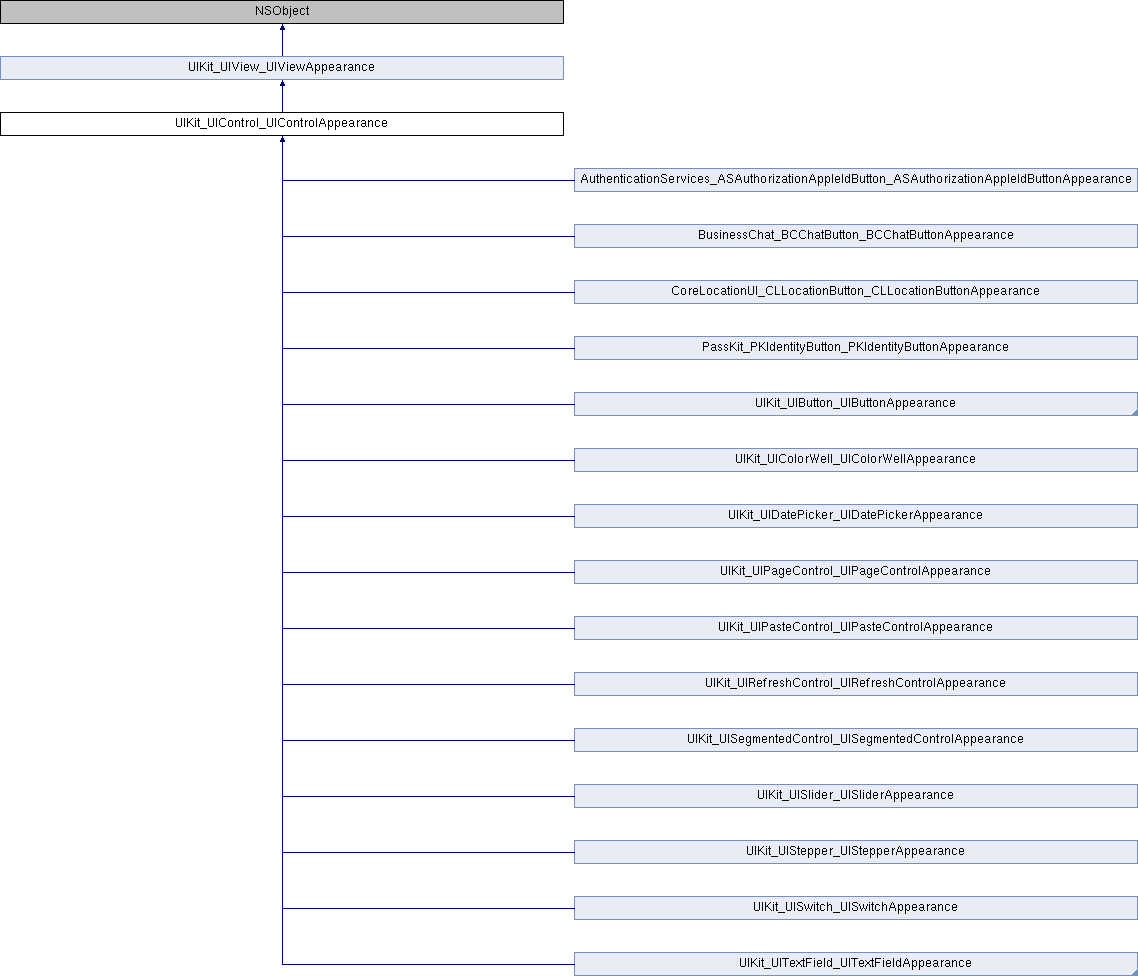 NSObject
UIKit_UIView_UIViewAppearance
UIKit_UIControl_UIControlAppearance
AuthenticationServices_ASAuthorizationAppleIdButton_ASAuthorizationAppleIdButtonAppearance
BusinessChat_BCChatButton_BCChatButtonAppearance
CoreLocationUI_CLLocationButton_CLLocationButtonAppearance
PassKit_PKIdentityButton_PKIdentityButtonAppearance
UIKit_UIButton_UIButtonAppearance
UIKit_UIColorWell_UIColorWellAppearance
UIKit_UIDatePicker_UIDatePickerAppearance
UIKit_UIPageControl_UIPageControlAppearance
UIKit_UIPasteControl_UIPasteControlAppearance
UIKit_UIRefreshControl_UIRefreshControlAppearance
UIKit_UISegmentedControl_UISegmentedControlAppearance
UIKit_UISlider_UISliderAppearance
UIKit_UIStepper_UIStepperAppearance
UIKit_UISwitch_UISwitchAppearance
UIKit_UITextField_UITextFieldAppearance